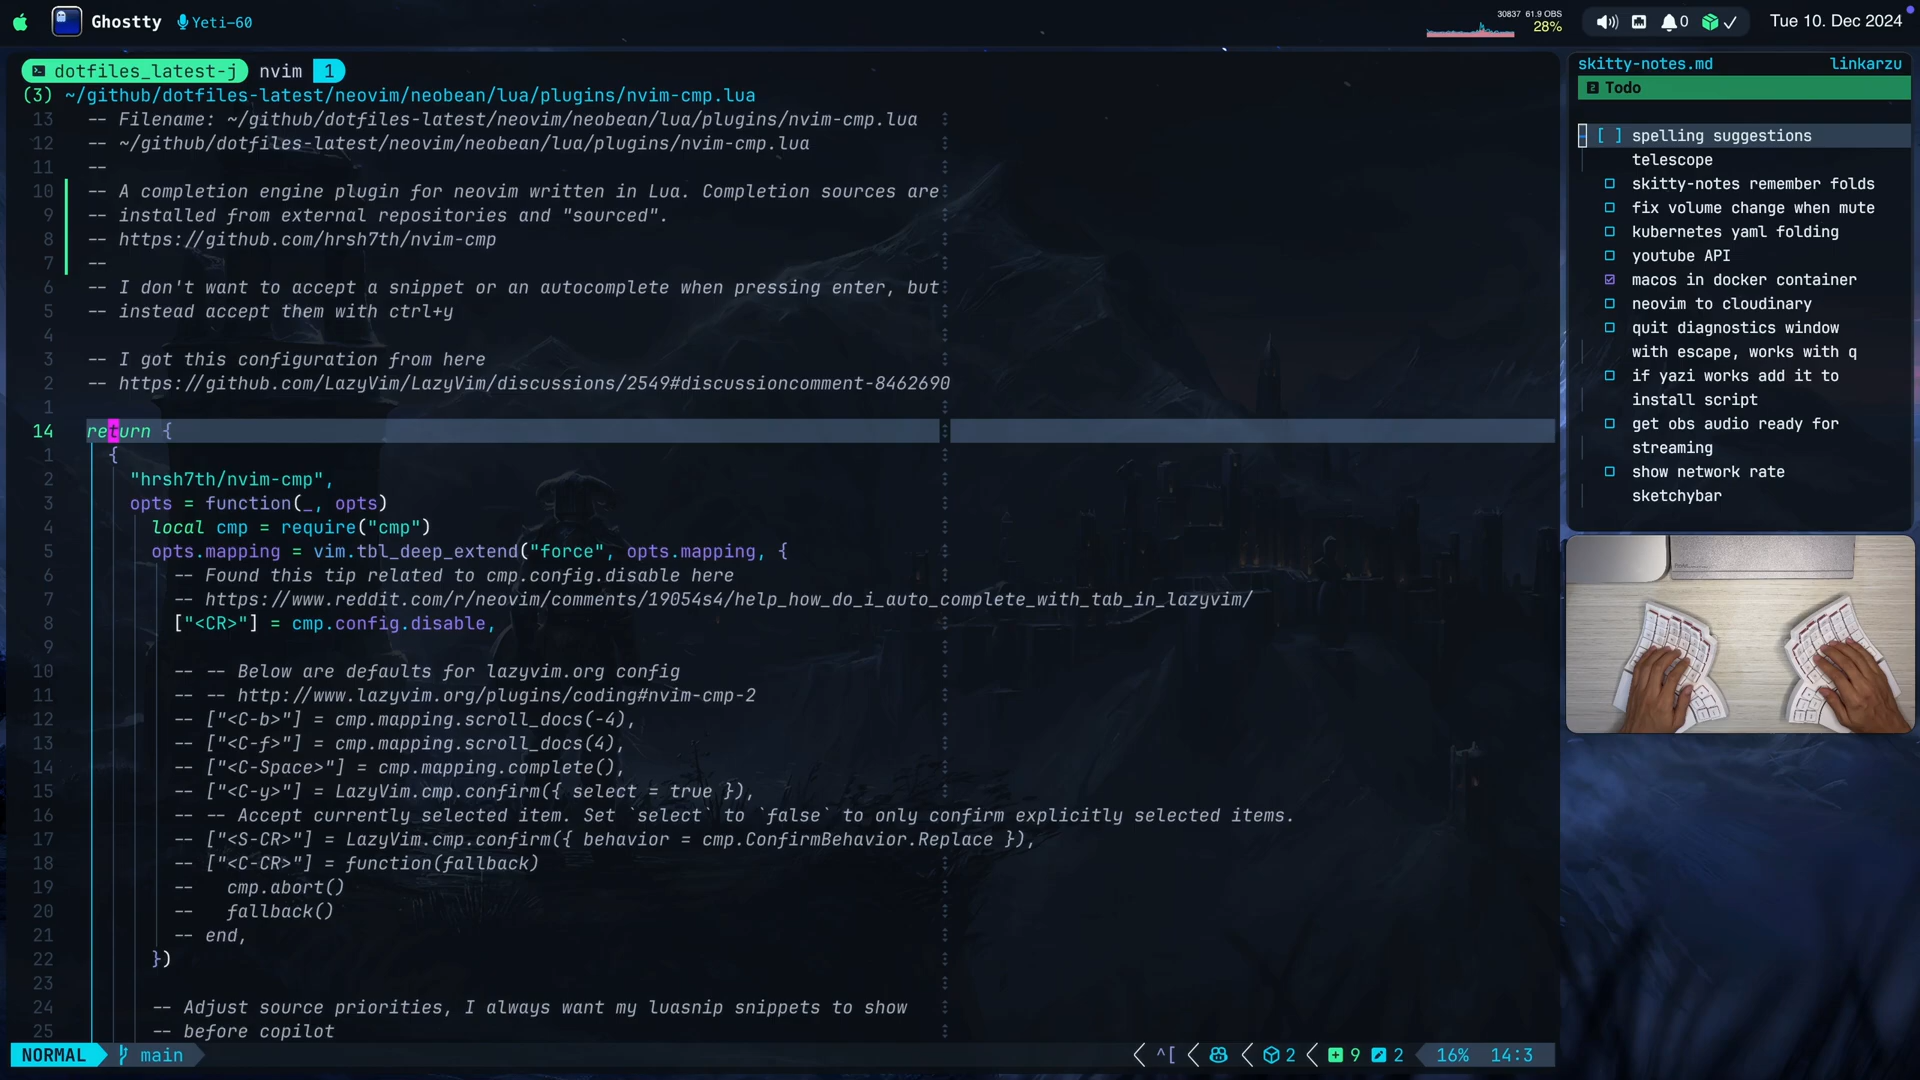 Ghostty Yeti-60
30837 61.9 OBS
28%
0
Tue 10. Dec 2024
dotfiles_latest-j nvim 1
(3) ~/github/dotfiles-latest/neovim/neobean/lua/plugins/nvim-cmp.lua
13 -- Filename: ~/github/dotfiles-latest/neovim/neobean/lua/plugins/nvim-cmp.lua
12 -- ~/github/dotfiles-latest/neovim/neobean/lua/plugins/nvim-cmp.lua
11 --
10 -- A completion engine plugin for neovim written in Lua. Completion sources are
9 -- installed from external repositories and "sourced".
8 -- https://github.com/hrsh7th/nvim-cmp
7 --
6 -- I don't want to accept a snippet or an autocomplete when pressing enter, but
5 -- instead accept them with ctrl+y
4
3 -- I got this configuration from here
2 -- https://github.com/LazyVim/LazyVim/discussions/2549#discussioncomment-8462690
1
14 return {
1 {
2 "hrsh7th/nvim-cmp",
3 opts = function(_, opts)
4 local cmp = require("cmp")
5 opts.mapping = vim.tbl_deep_extend("force", opts.mapping, {
6 -- Found this tip related to cmp.config.disable here
7 -- https://www.reddit.com/r/neovim/comments/19054s4/help_how_do_i_auto_complete_with_tab_in_lazyvim/
8 ["<CR>"] = cmp.config.disable,
9
10 -- -- Below are defaults for lazyvim.org config
11 -- -- http://www.lazyvim.org/plugins/coding#nvim-cmp-2
12 -- ["<C-b>"] = cmp.mapping.scroll_docs(-4),
13 -- ["<C-f>"] = cmp.mapping.scroll_docs(4),
14 -- ["<C-Space>"] = cmp.mapping.complete(),
15 -- ["<C-y>"] = LazyVim.cmp.confirm({ select = true }),
16 -- -- Accept currently selected item. Set `select` to `false` to only confirm explicitly selected items.
17 -- ["<S-CR>"] = LazyVim.cmp.confirm({ behavior = cmp.ConfirmBehavior.Replace }),
18 -- ["<C-CR>"] = function(fallback)
19 -- cmp.abort()
20 -- fallback()
21 -- end,
22 })
23
24 -- Adjust source priorities, I always want my luasnip snippets to show
25 -- before copilot
NORMAL main ^[ 2 9 2 16% 14:3
skitty-notes.md linkarzu
2 Todo
- [ ] spelling suggestions
telescope
skitty-notes remember folds
fix volume change when mute
kubernetes yaml folding
youtube API
macos in docker container
neovim to cloudinary
quit diagnostics window
with escape, works with q
if yazi works add it to
install script
get obs audio ready for
streaming
show network rate
sketchybar